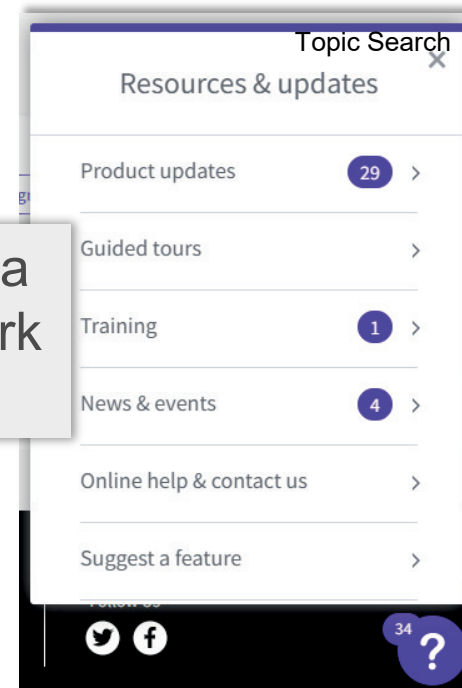 Topic Search
Resources & updates
Product updates 29
Guided tours
a
rk
Training 1
News & events 4
Online help & contact us
Suggest a feature
34
?